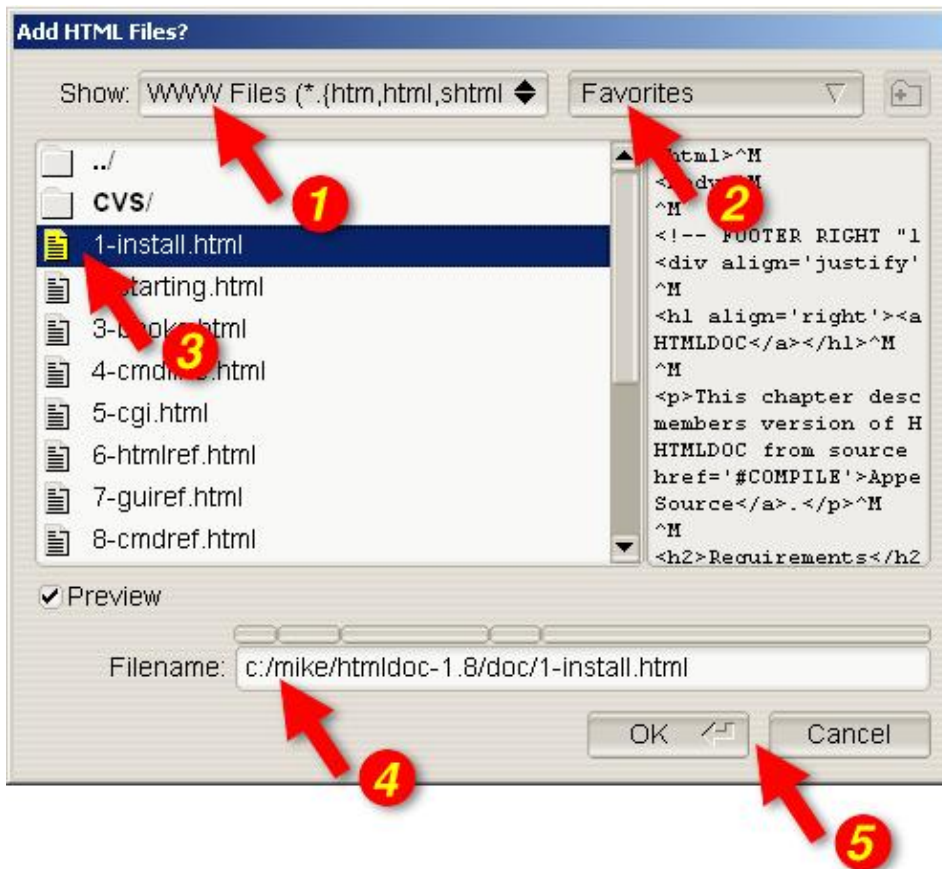 Add HTML Files?
Show: WWW Files (*.{htm,html,shtml
Favorites
../
CVS/
1-install.html
starting.html
3-books.html
4-cmdline.html
5-cgi.html
6-htmlref.html
7-guiref.html
8-cmdref.html
html>^M
^M
^M
<!-- FOOTER RIGHT "1
<div align='justify'
^M
<h1 align='right'><a
HTMLDOC</a></h1>^M
^M
<p>This chapter desc
members version of H
HTMLDOC from source
href='#COMPILE'>Appe
Source</a>.</p>^M
^M
<h2>Requirements</h2
Preview
Filename: c:/mike/htmldoc-1.8/doc/1-install.html
OK
Cancel
1
2
3
4
5